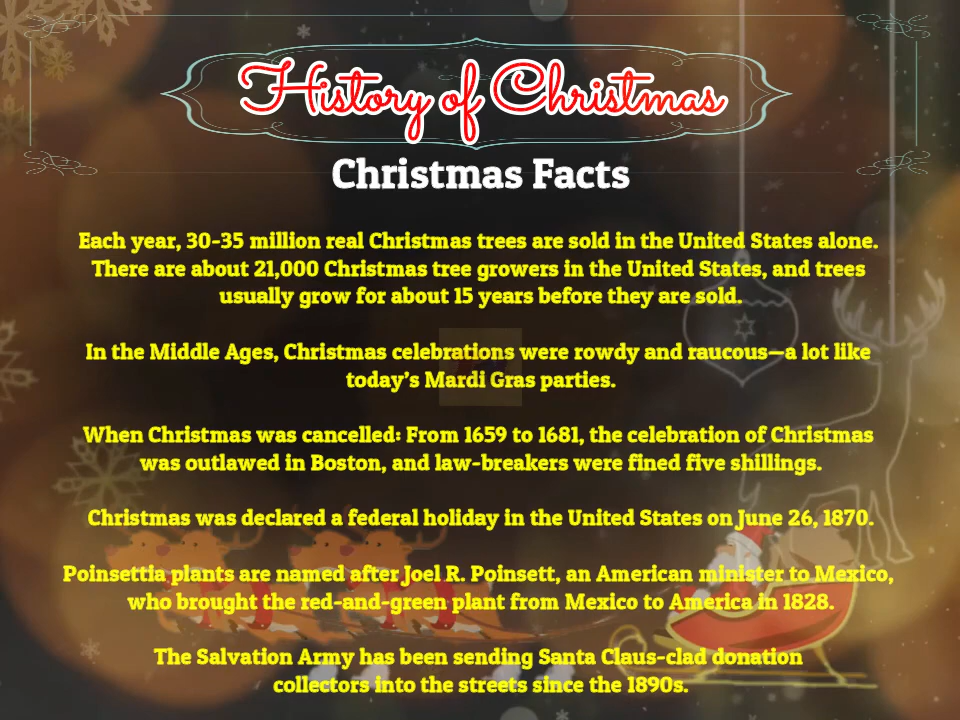 History of Christmas
Christmas Facts
Each year, 30-35 million real Christmas trees are sold in the United States alone.
There are about 21,000 Christmas tree growers in the United States, and trees
usually grow for about 15 years before they are sold.
In the Middle Ages, Christmas celebrations were rowdy and raucous—a lot like
today’s Mardi Gras parties.
When Christmas was cancelled: From 1659 to 1681, the celebration of Christmas
was outlawed in Boston, and law-breakers were fined five shillings.
Christmas was declared a federal holiday in the United States on June 26, 1870.
Poinsettia plants are named after Joel R. Poinsett, an American minister to Mexico,
who brought the red-and-green plant from Mexico to America in 1828.
The Salvation Army has been sending Santa Claus-clad donation
collectors into the streets since the 1890s.